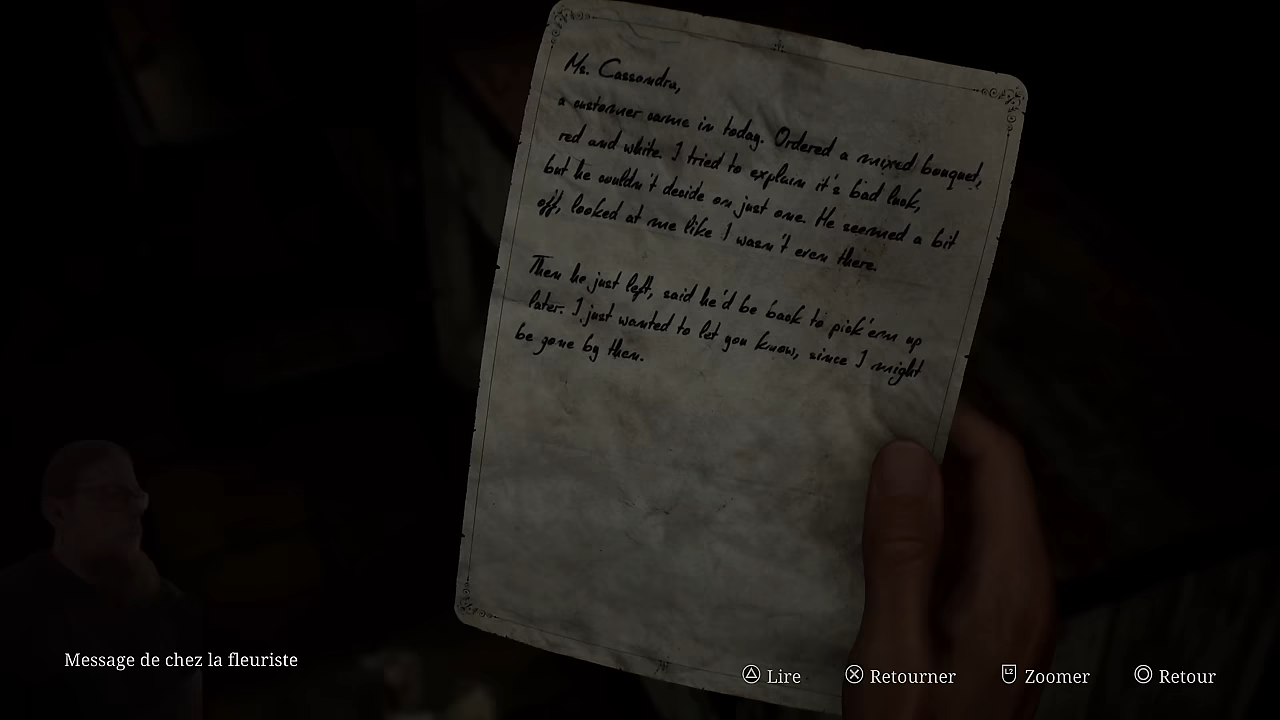 Ms. Cassandra,
a customer came in today. Ordered a mixed bouquet,
red and white. I tried to explain it's bad luck,
but he couldn't decide on just one. He seemed a bit
off, looked at me like I wasn't even there.
Then he just left, said he'd be back to pick'em up
later. I just wanted to let you know, since I might
be gone by then.
Message de chez la fleuriste
Lire
Retourner
L2 Zoomer
Retour